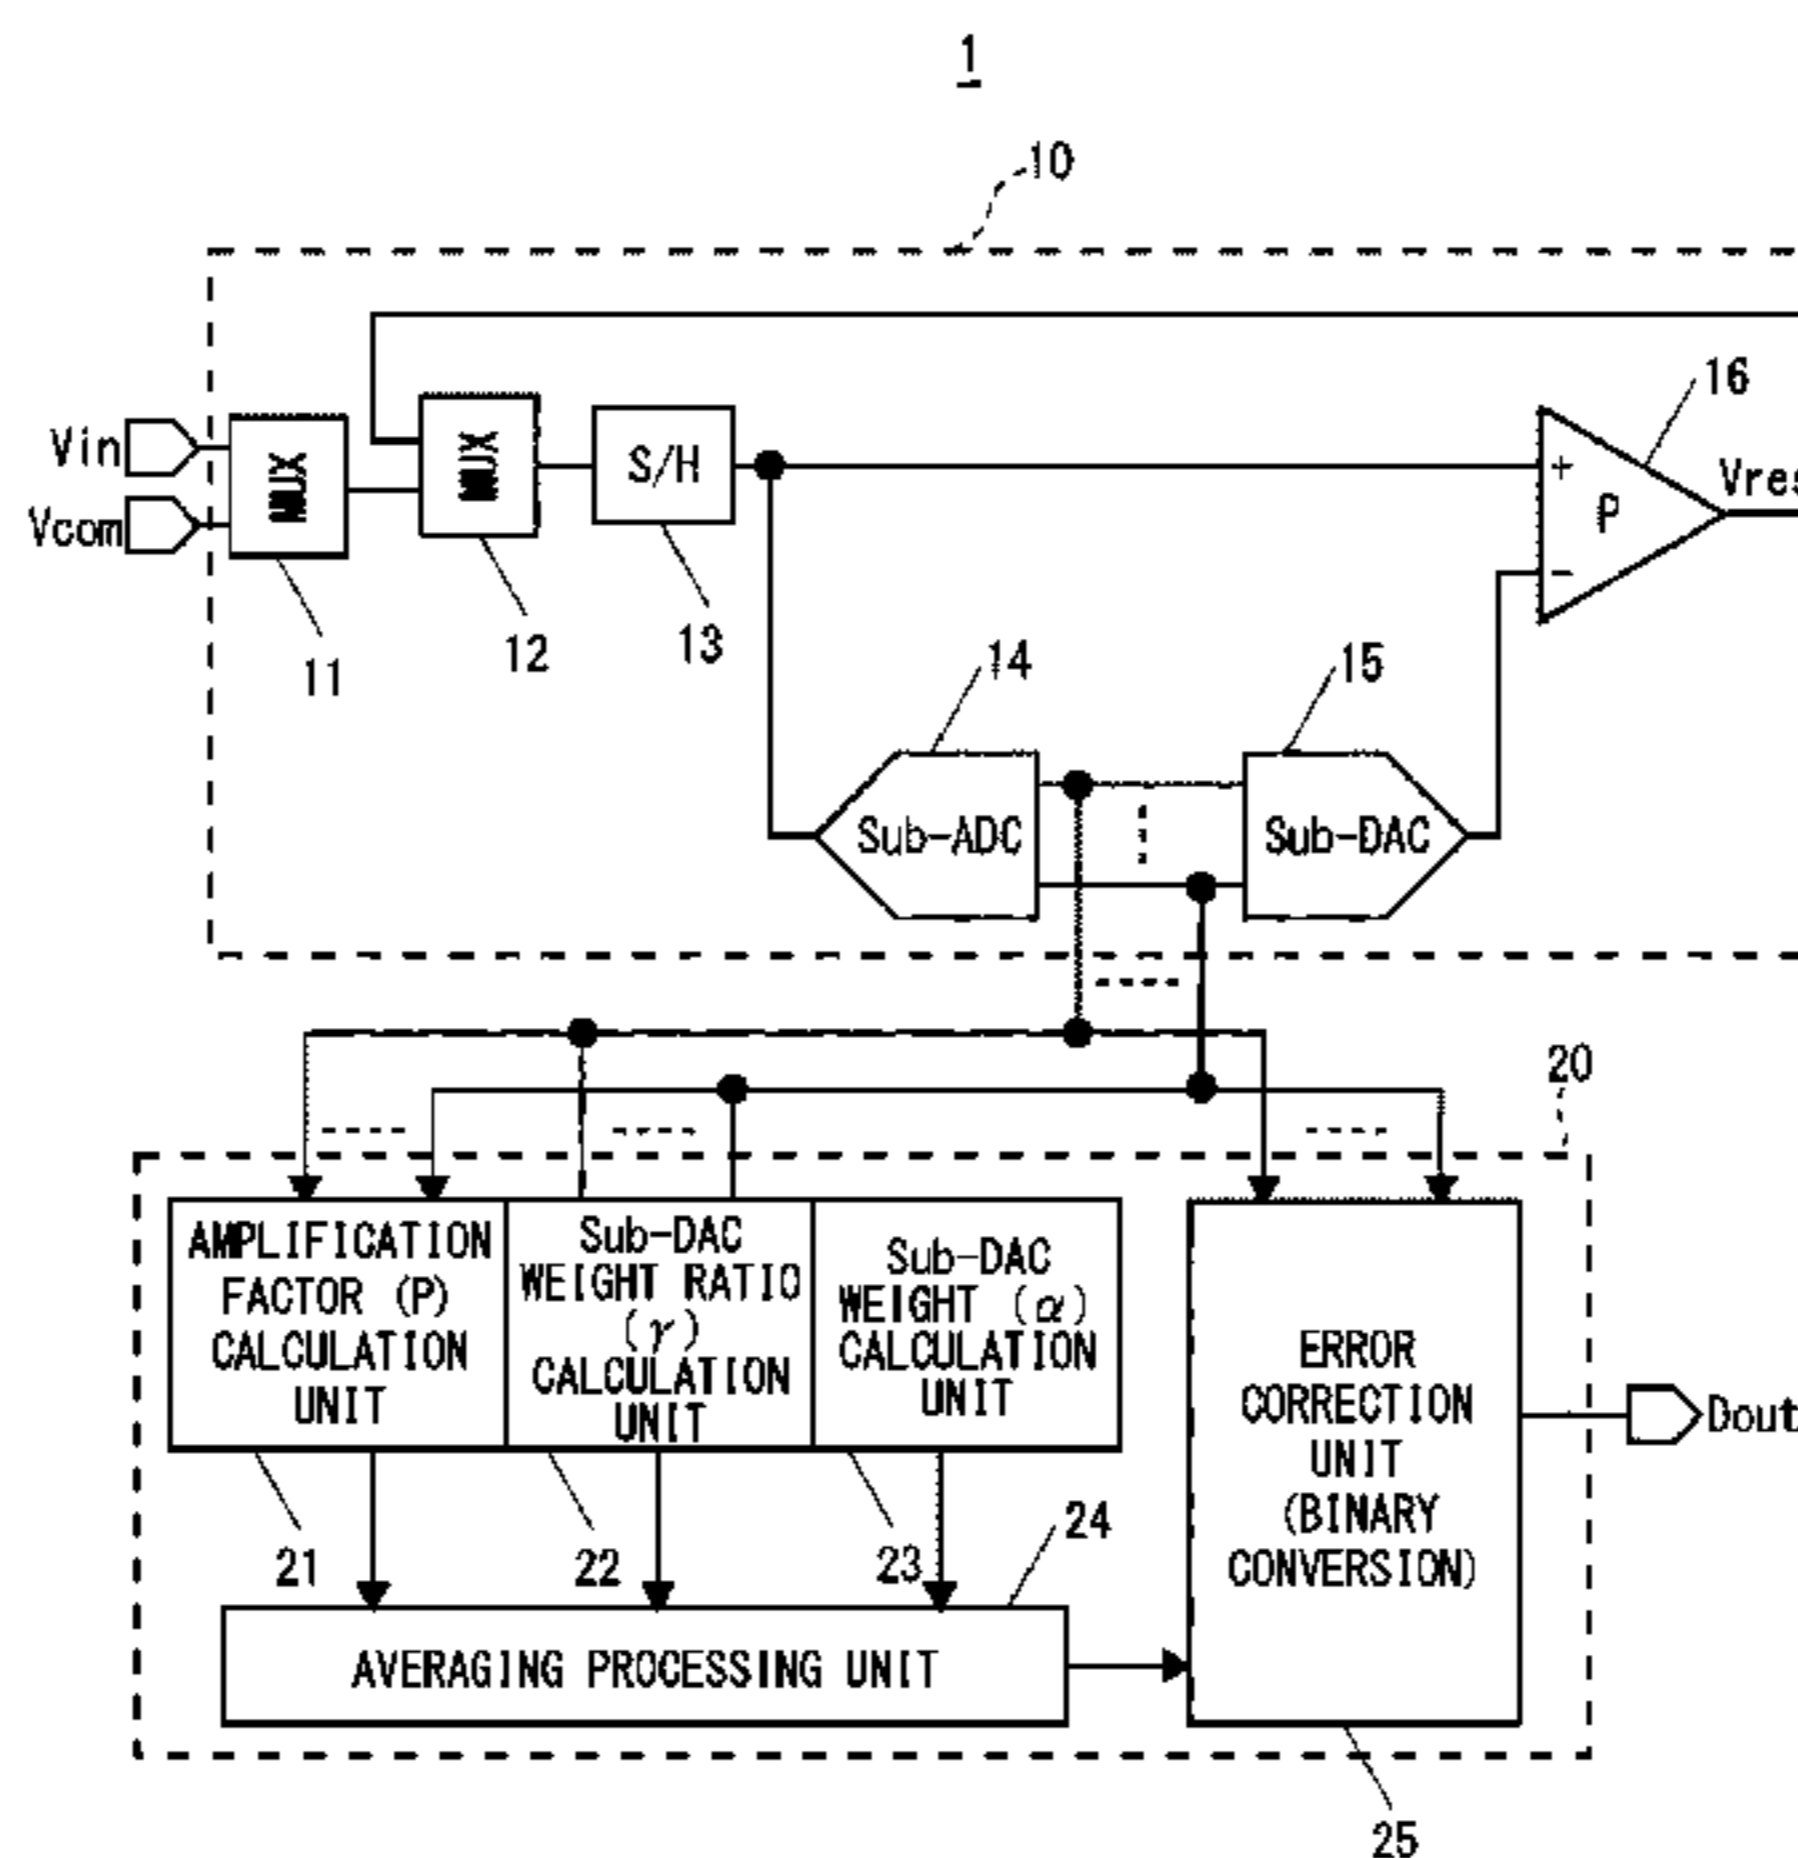 1
10
16
Vin
MUX
MUX
S/H
+
P
Vres
Vcom
-
11
12
13
14
15
Sub-ADC
Sub-DAC
20
AMPLIFICATION
FACTOR (P)
CALCULATION
UNIT
Sub-DAC
WEIGHT RATIO
(γ)
CALCULATION
UNIT
Sub-DAC
WEIGHT (α)
CALCULATION
UNIT
ERROR
CORRECTION
UNIT
(BINARY
CONVERSION)
Dout
21
22
23
24
AVERAGING PROCESSING UNIT
25